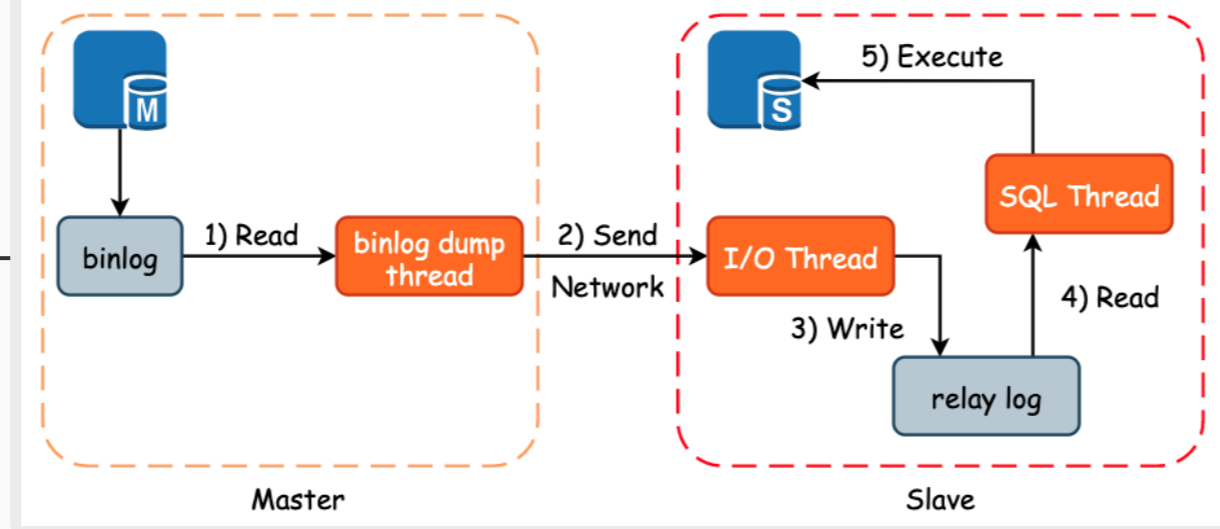 M
S
5) Execute
SQL Thread
binlog
1) Read
binlog dump
thread
2) Send
Network
I/O Thread
3) Write
4) Read
relay log
Master
Slave